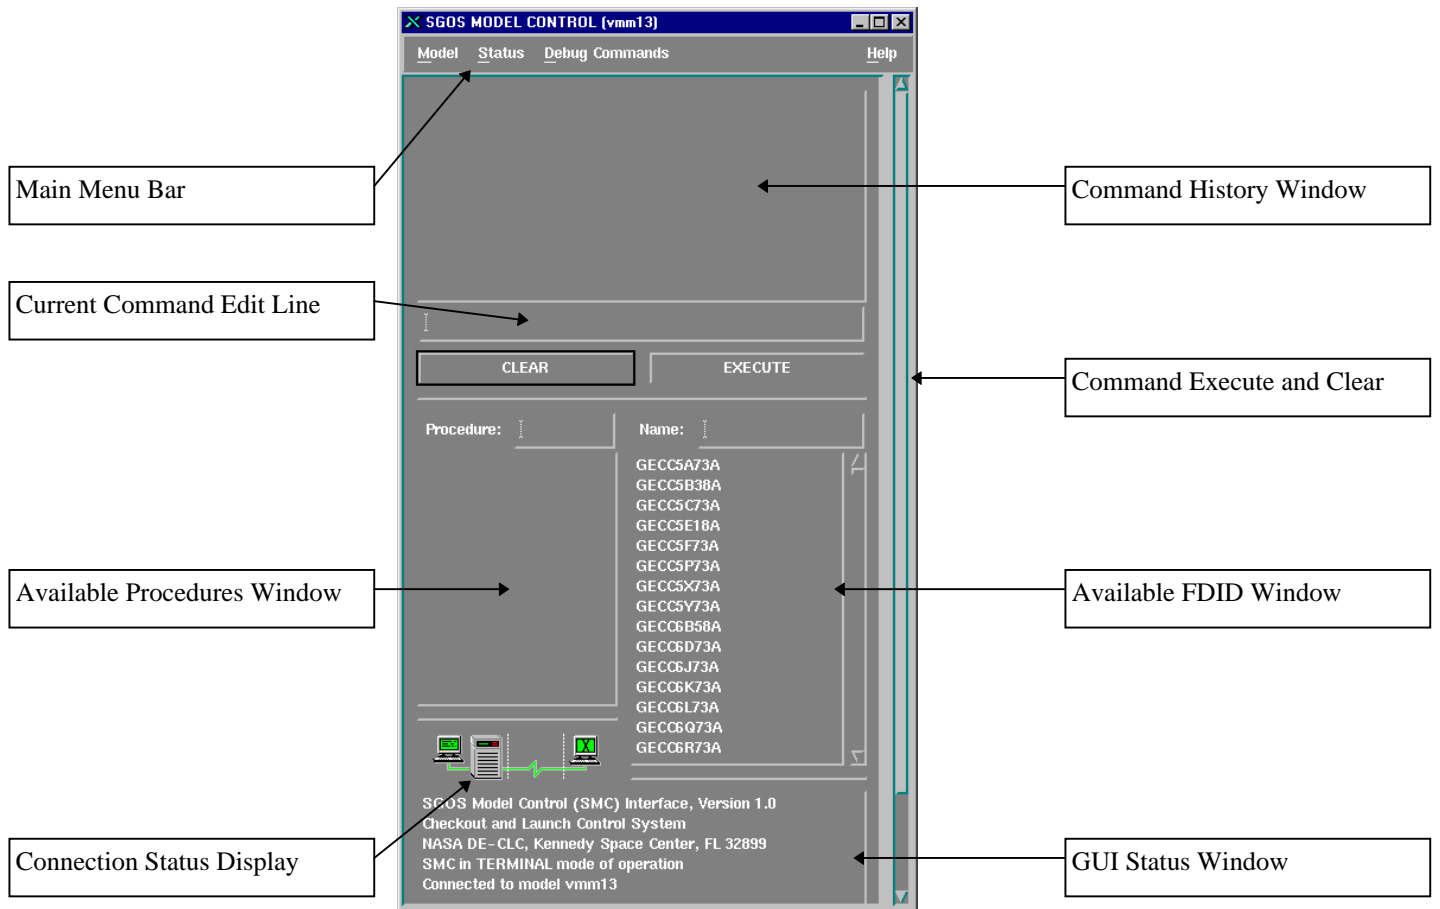 SGOS MODEL CONTROL (vmm13)
Model Status Debug Commands Help
Main Menu Bar
Command History Window
Current Command Edit Line
CLEAR EXECUTE
Command Execute and Clear
Procedure: Name:
GECC5A73A
GECC5B38A
GECC5C73A
GECC5E18A
GECC5F73A
GECC5P73A
GECC5X73A
GECC5Y73A
GECC6B58A
GECC6D73A
GECC6J73A
GECC6K73A
GECC6L73A
GECC6Q73A
GECC6R73A
Available Procedures Window
Available FDID Window
SGOS Model Control (SMC) Interface, Version 1.0
Checkout and Launch Control System
NASA DE-CLC, Kennedy Space Center, FL 32899
SMC in TERMINAL mode of operation
Connected to model vmm13
Connection Status Display
GUI Status Window